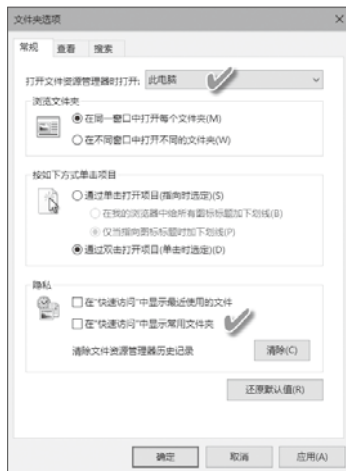 文件夹选项
常规 查看 搜索
打开文件资源管理器时打开: 此电脑
浏览文件夹
在同一窗口中打开每个文件夹(M)
在不同窗口中打开不同的文件夹(W)
按如下方式单击项目
通过单击打开项目(指向时选定)(S)
在我的浏览器中给所有图标标题加下划线(B)
仅当指向图标标题时加下划线(P)
通过双击打开项目(单击时选定)(D)
隐私
在"快速访问"中显示最近使用的文件
在"快速访问"中显示常用文件夹
清除文件资源管理器历史记录 清除(C)
还原默认值(R)
确定 取消 应用(A)